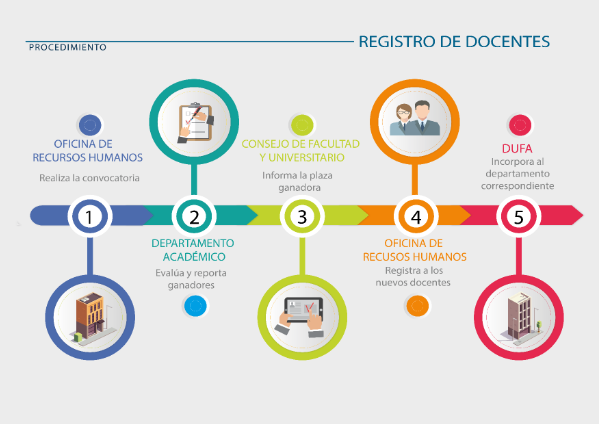 PROCEDIMIENTO
REGISTRO DE DOCENTES
OFICINA DE
RECURSOS HUMANOS
Realiza la convocatoria
1
2
DEPARTAMENTO
ACADÉMICO
Evalúa y reporta
ganadores
CONSEJO DE FACULTAD
Y UNIVERSITARIO
Informa la plaza
ganadora
3
4
OFICINA DE
RECUSOS HUMANOS
Registra a los
nuevos docentes
DUFA
Incorpora al
departamento
correspondiente
5